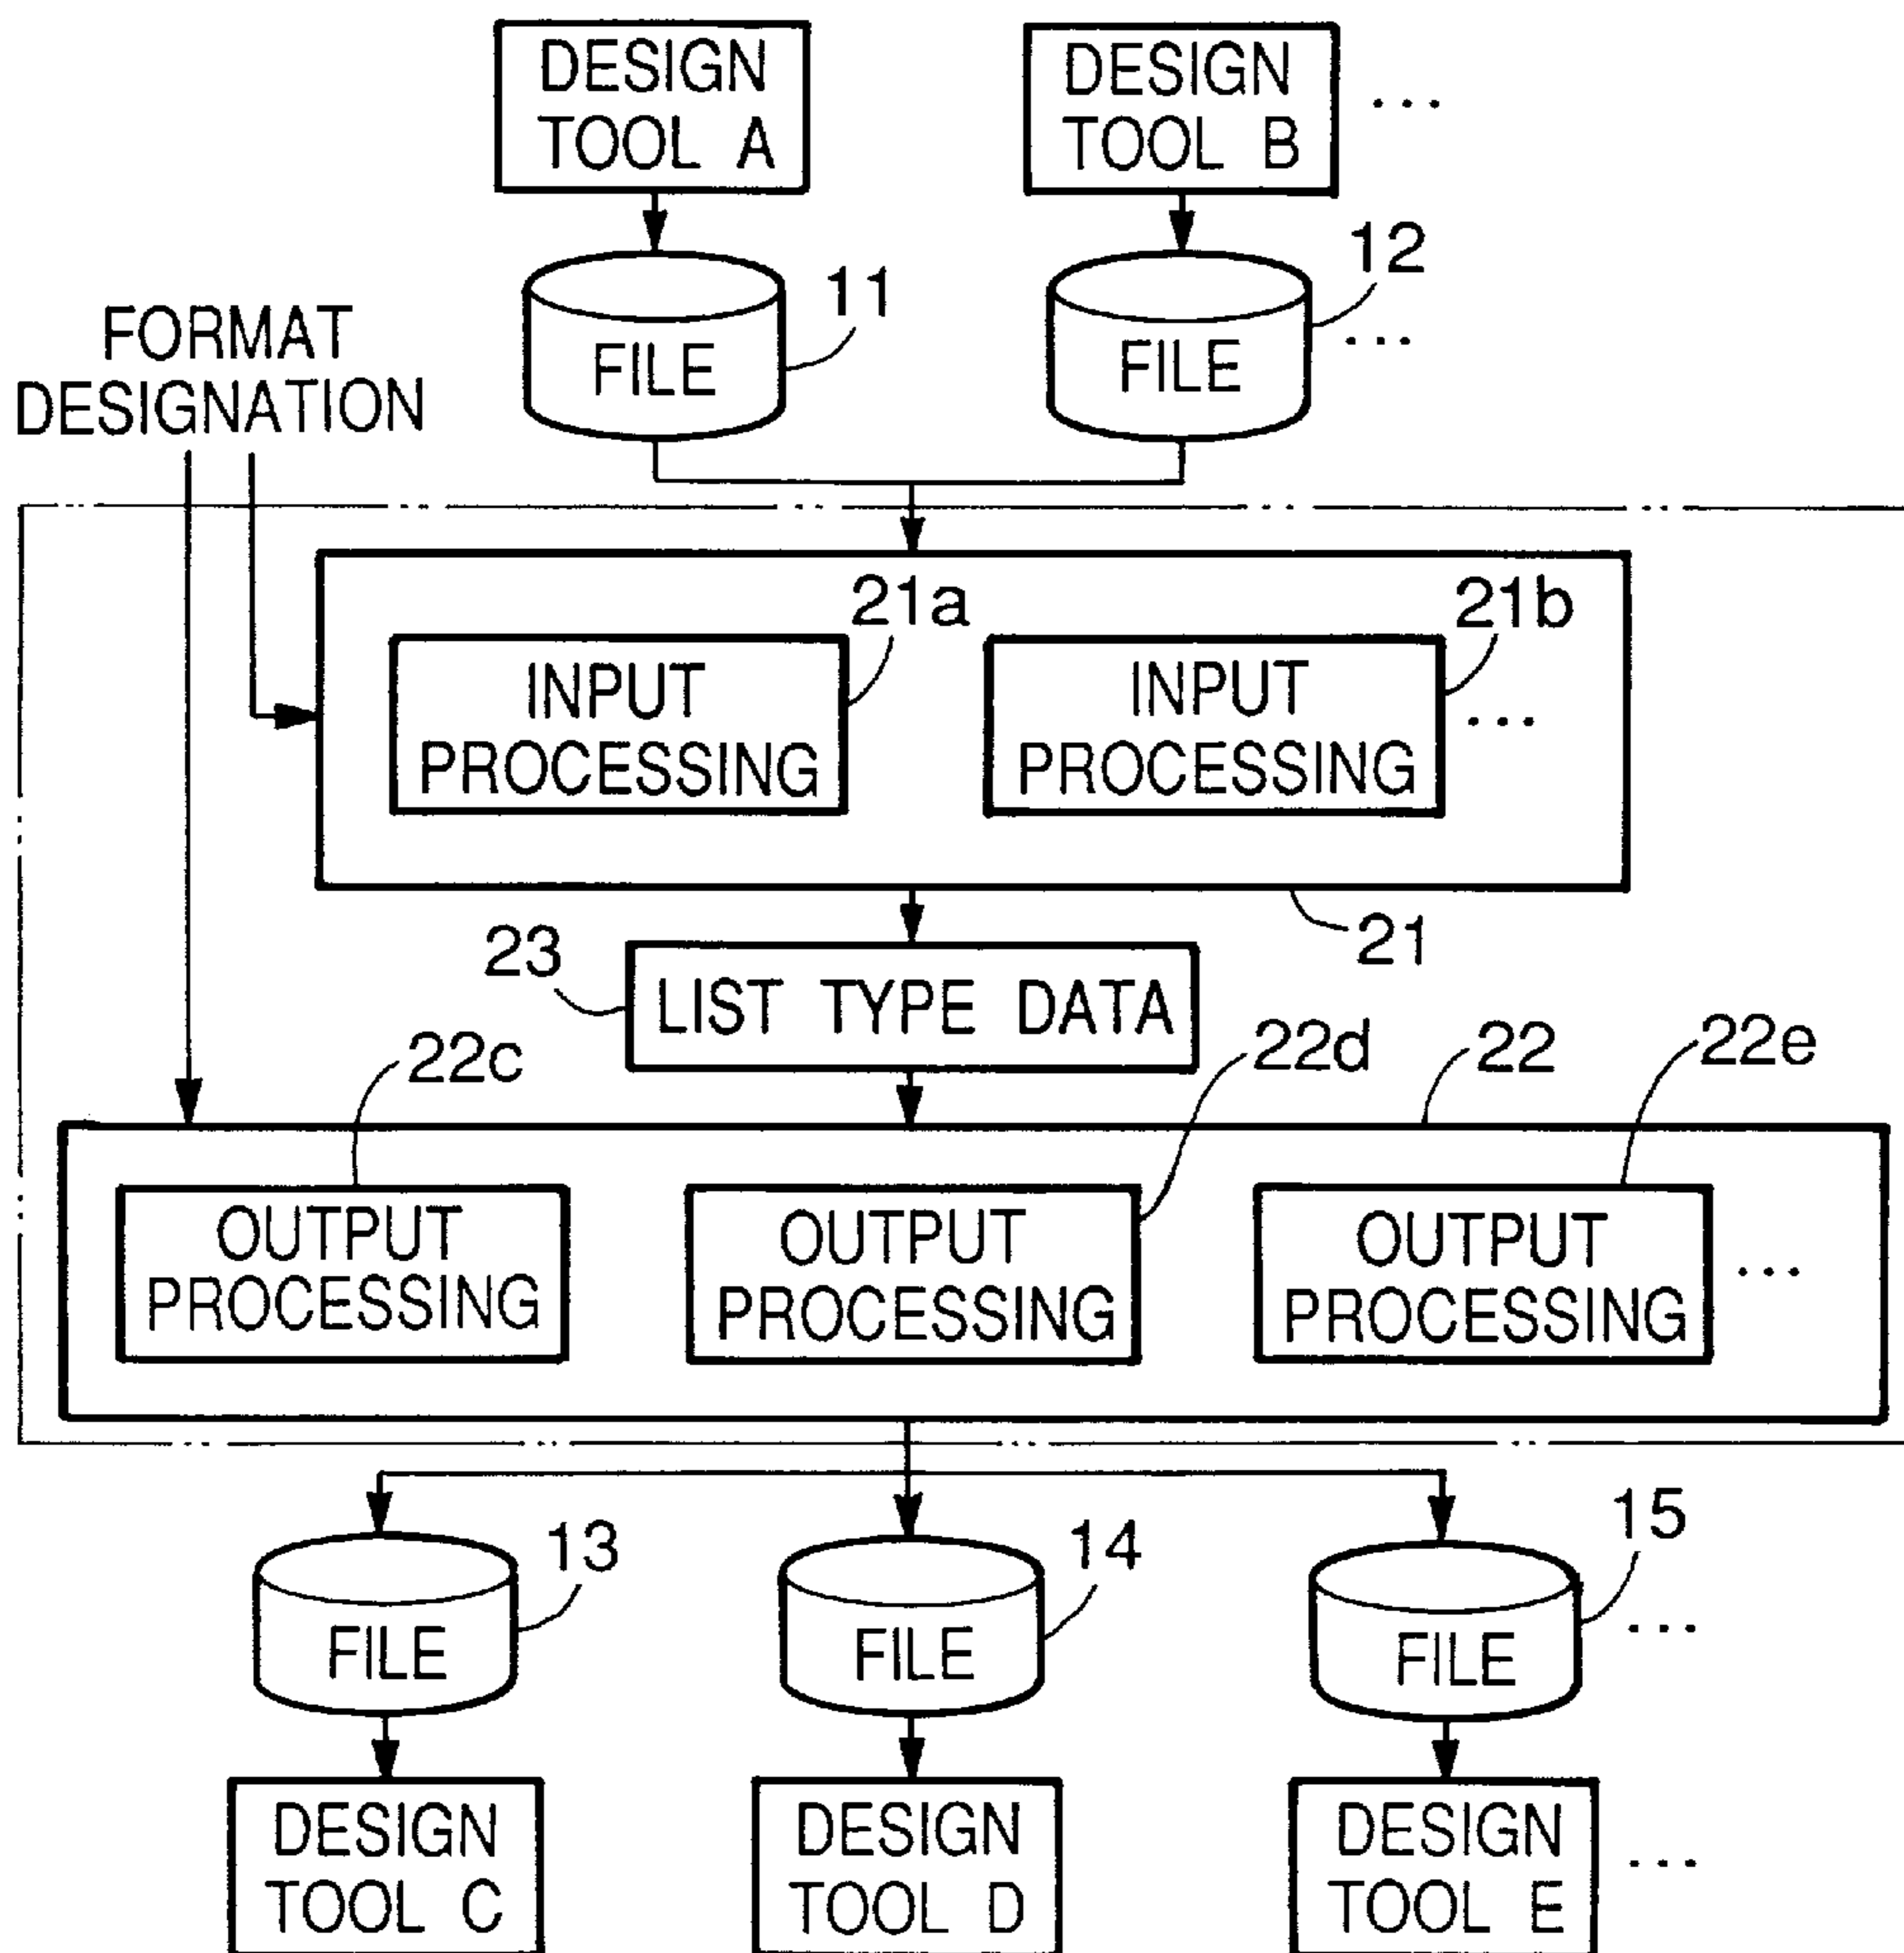 DESIGN
TOOL A
DESIGN
TOOL B
...
FILE
11
FILE
12
...
FORMAT
DESIGNATION
INPUT
PROCESSING
21a
INPUT
PROCESSING
21b
...
21
23
LIST TYPE DATA
22c
22d
22
22e
OUTPUT
PROCESSING
OUTPUT
PROCESSING
OUTPUT
PROCESSING
...
FILE
13
FILE
14
FILE
15
...
DESIGN
TOOL C
DESIGN
TOOL D
DESIGN
TOOL E
...